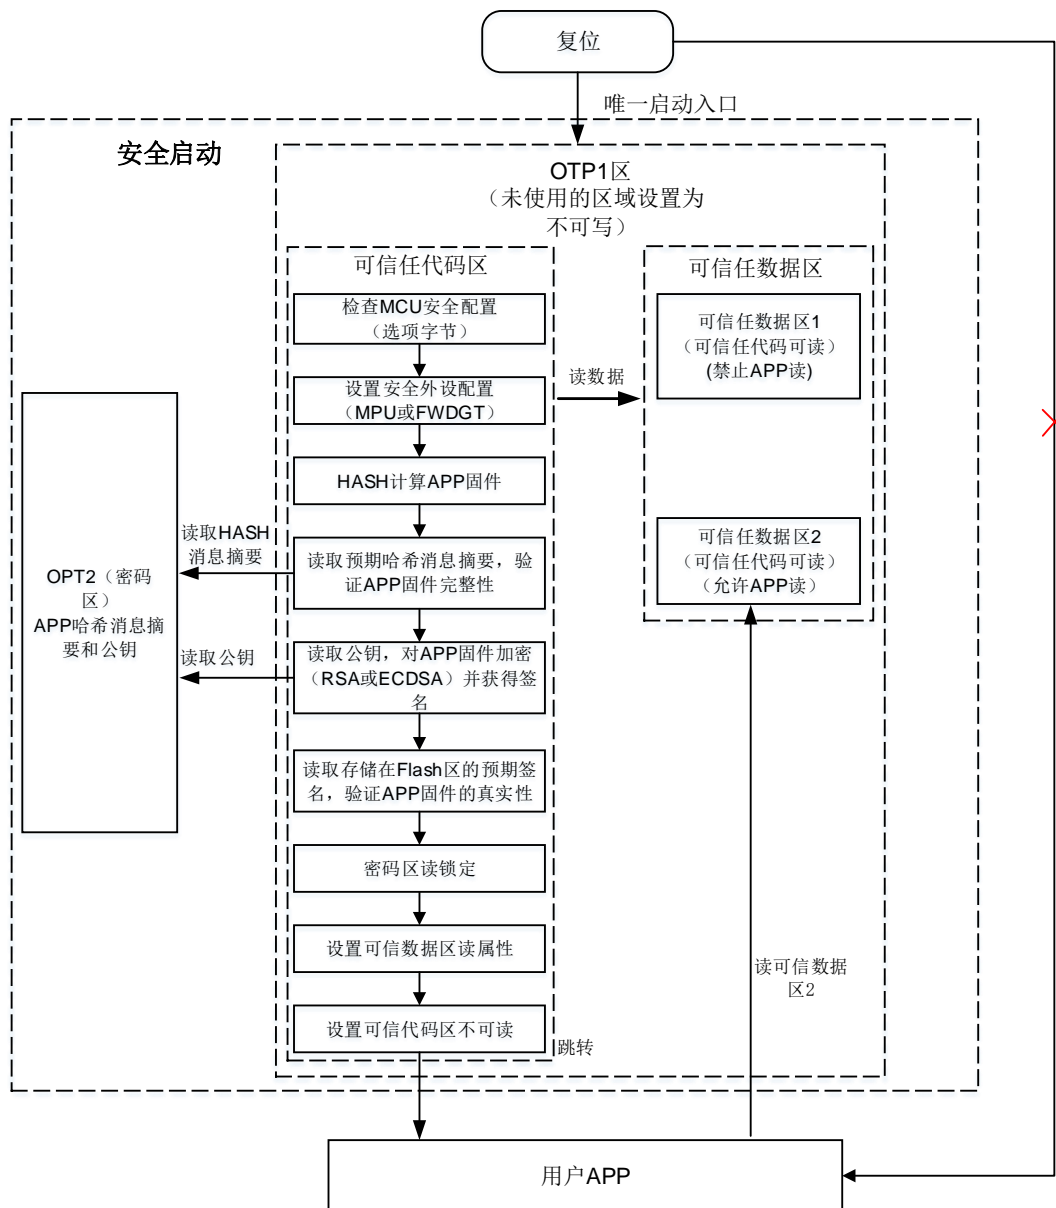 复位
唯一启动入口
安全启动
OTP1区
（未使用的区域设置为
不可写）
可信任代码区
检查MCU安全配置
（选项字节）
设置安全外设配置
（MPU或FWDGT）
HASH计算APP固件
读取预期哈希消息摘要，验
证APP固件完整性
读取公钥，对APP固件加密
（RSA或ECDSA）并获得签
名
读取存储在Flash区的预期签
名，验证APP固件的真实性
密码区读锁定
设置可信数据区读属性
设置可信代码区不可读
跳转
读数据
可信任数据区
可信任数据区1
（可信任代码可读）
(禁止APP读)
可信任数据区2
（可信任代码可读）
（允许APP读）
读取HASH
消息摘要
读取公钥
OPT2（密码
区）
APP哈希消息摘
要和公钥
读可信数据
区2
用户APP